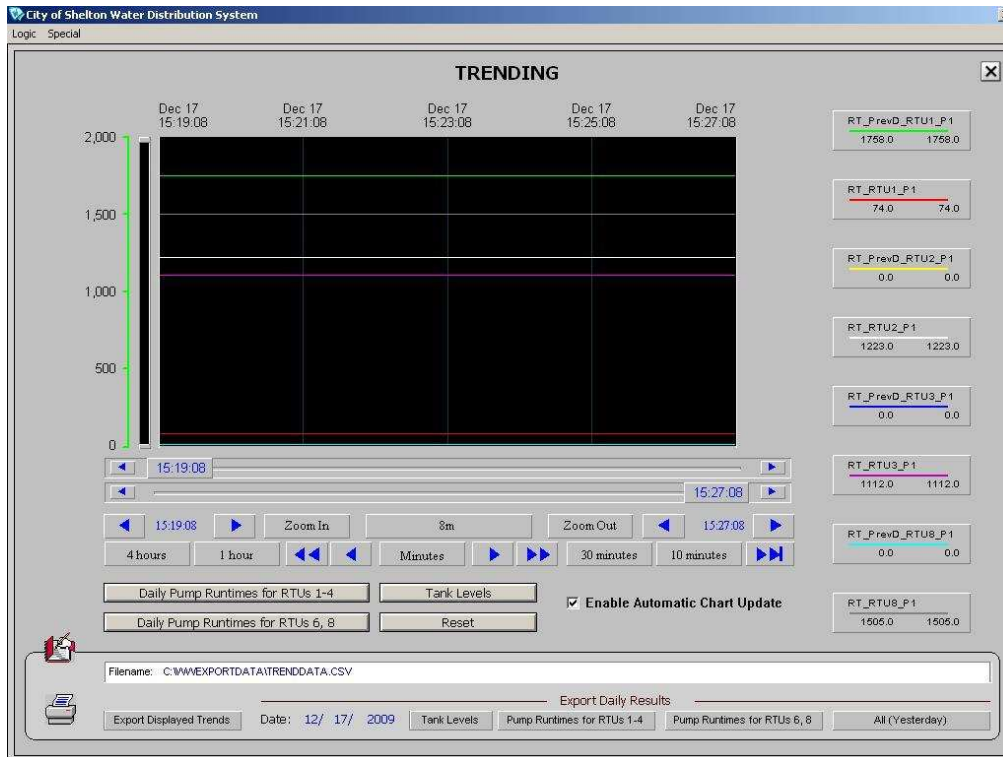 City of Shelton Water Distribution System
Logic Special
TRENDING
Dec 17 Dec 17 Dec 17 Dec 17 Dec 17
15:19:08 15:21:08 15:23:08 15:25:08 15:27:08
2,000
1,500
1,000
500
0
RT_PrevD_RTU1_P1
1758.0 1758.0
RT_RTU1_P1
74.0 74.0
RT_PrevD_RTU2_P1
0.0 0.0
RT_RTU2_P1
1223.0 1223.0
RT_PrevD_RTU3_P1
0.0 0.0
RT_RTU3_P1
1112.0 1112.0
RT_PrevD_RTU8_P1
0.0 0.0
RT_RTU8_P1
1505.0 1505.0
15:19:08
15:27:08
15:19:08 Zoom In 8m Zoom Out 15:27:08
4 hours 1 hour Minutes 30 minutes 10 minutes
Daily Pump Runtimes for RTUs 1-4 Tank Levels
Enable Automatic Chart Update
Daily Pump Runtimes for RTUs 6, 8 Reset
Filename: C:\WW\EXPORTDATA\TRENDDATA.CSV
Export Daily Results
Export Displayed Trends Date: 12/ 17/ 2009 Tank Levels Pump Runtimes for RTUs 1-4 Pump Runtimes for RTUs 6, 8 All (Yesterday)